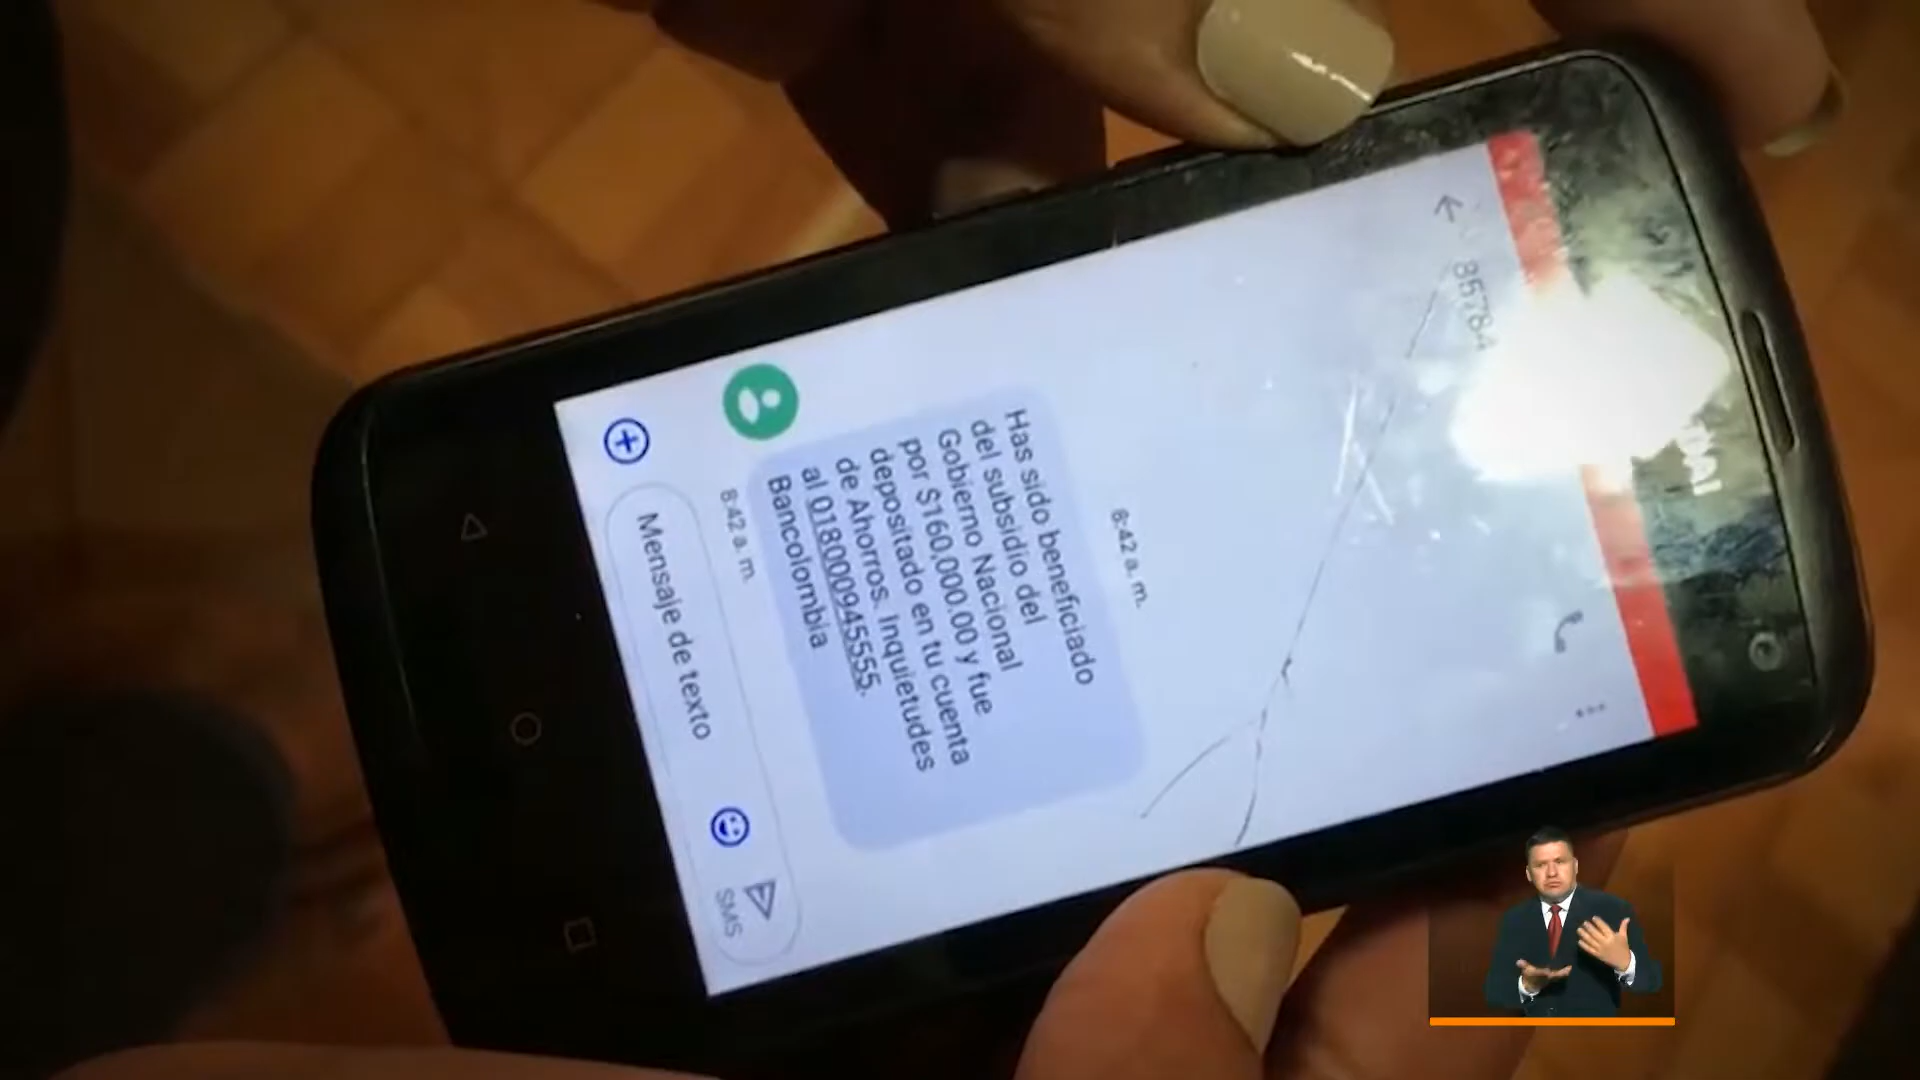 85784
8:42 a. m.
Has sido beneficiado
del subsidio del
Gobierno Nacional
por $160,000.00 y fue
depositado en tu cuenta
de Ahorros. Inquietudes
al 018000945555.
Bancolombia
8:42 a. m.
Mensaje de texto
SMS